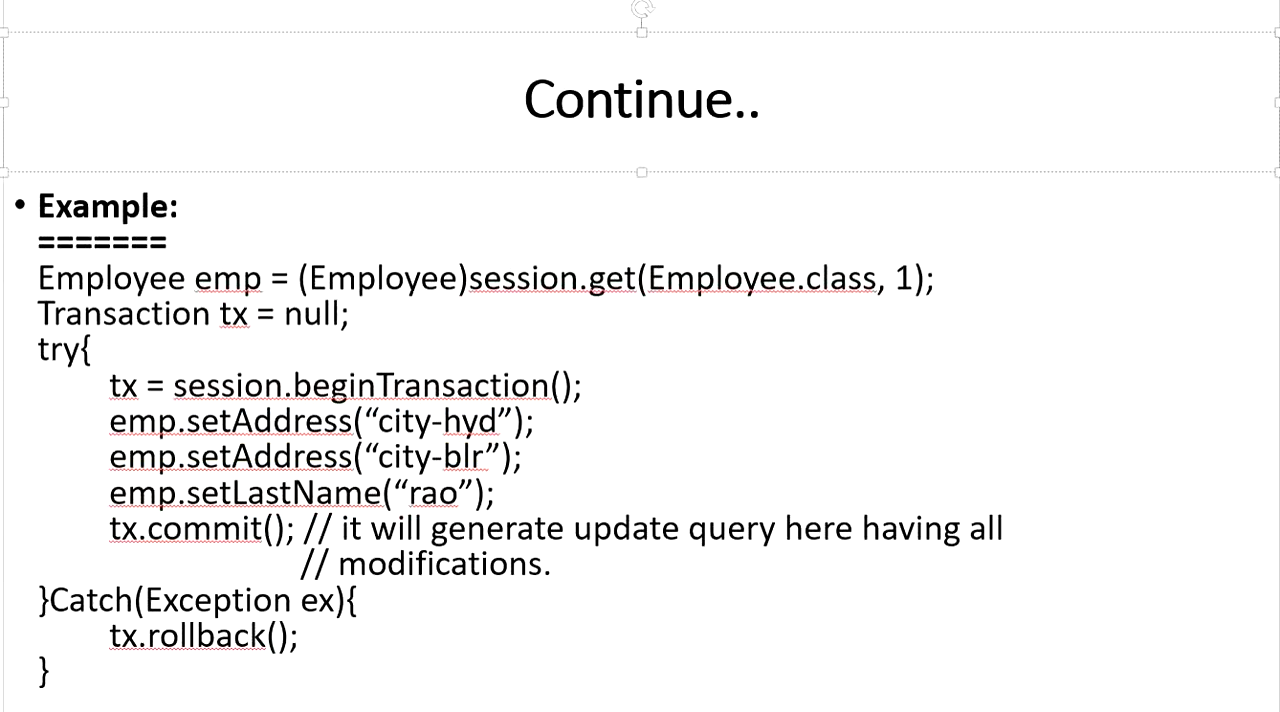 Continue..
• Example:
=======
Employee emp = (Employee)session.get(Employee.class, 1);
Transaction tx = null;
try{
tx = session.beginTransaction();
emp.setAddress(“city-hyd”);
emp.setAddress(“city-blr”);
emp.setLastName(“rao”);
tx.commit(); // it will generate update query here having all
// modifications.
}Catch(Exception ex){
tx.rollback();
}